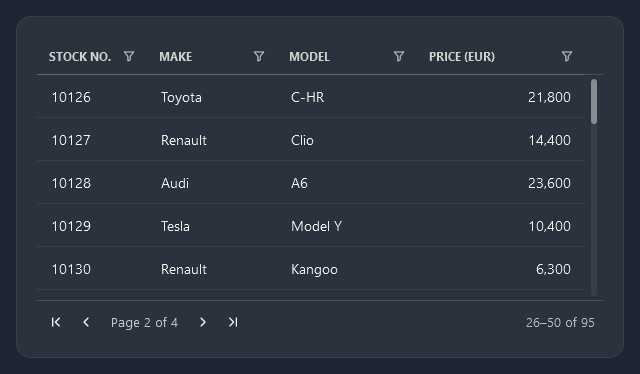 STOCK NO. MAKE MODEL PRICE (EUR)
10126 Toyota C-HR 21,800
10127 Renault Clio 14,400
10128 Audi A6 23,600
10129 Tesla Model Y 10,400
10130 Renault Kangoo 6,300
Page 2 of 4 26–50 of 95